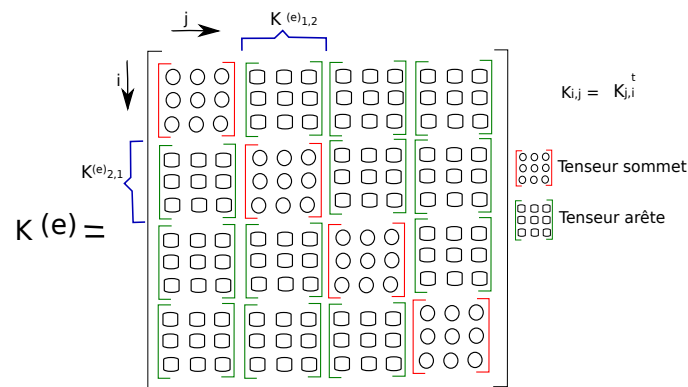 j
K (e)1,2
i
Ki,j = Kj,i t
K(e)2,1
Tenseur sommet
Tenseur arête
K (e) =